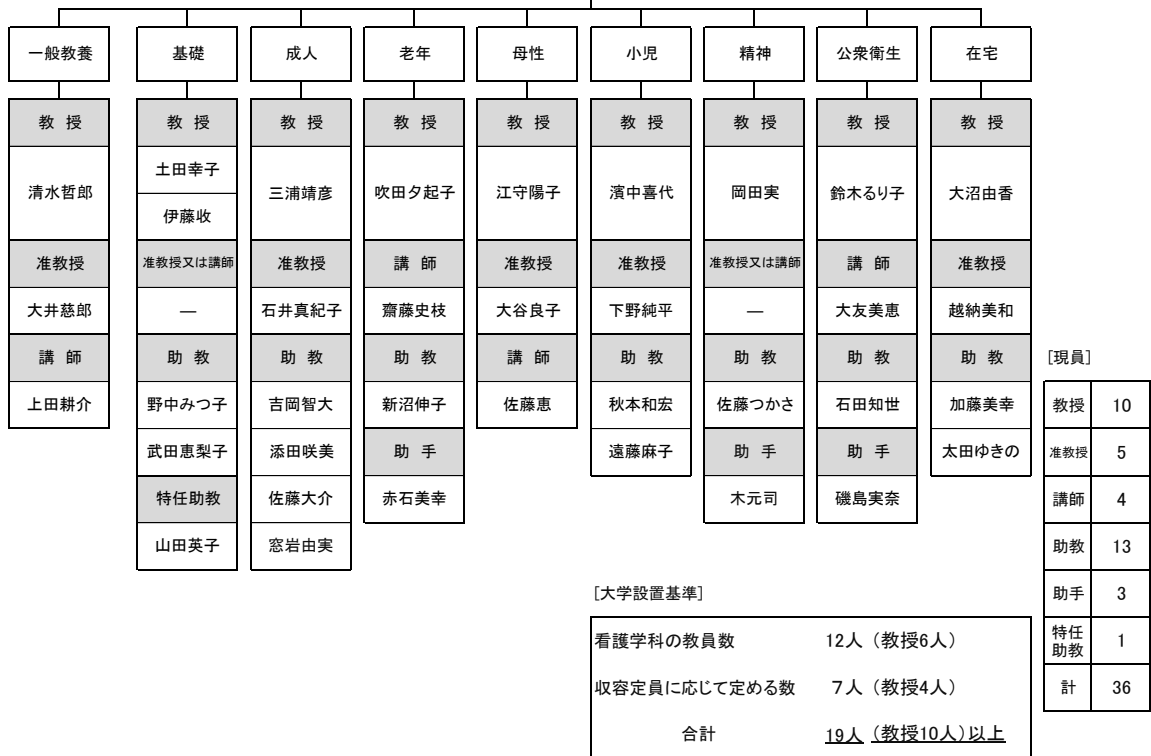 一般教養 基礎 成人 老年 母性 小児 精神 公衆衛生 在宅
教 授 教 授 教 授 教 授 教 授 教 授 教 授 教 授 教 授
清水哲郎 土田幸子 三浦靖彦 吹田夕起子 江守陽子 濱中喜代 岡田実 鈴木るり子 大沼由香
伊藤收
准教授 准教授又は講師 准教授 講 師 准教授 准教授 准教授又は講師 講 師 准教授
大井慈郎 ― 石井真紀子 齋藤史枝 大谷良子 下野純平 ― 大友美恵 越納美和
講 師 助 教 助 教 助 教 講 師 助 教 助 教 助 教 助 教
上田耕介 野中みつ子 吉岡智大 新沼伸子 佐藤恵 秋本和宏 佐藤つかさ 石田知世 加藤美幸
武田恵梨子 添田咲美 助 手 遠藤麻子 助 手 助 手 太田ゆきの
特任助教 佐藤大介 赤石美幸 木元司 磯島実奈
山田英子 窓岩由実
[現員]
教授 10
准教授 5
講師 4
助教 13
助手 3
特任
助教 1
計 36
[大学設置基準]
看護学科の教員数 12人（教授6人）
収容定員に応じて定める数 7人（教授4人）
合計 19人（教授10人）以上